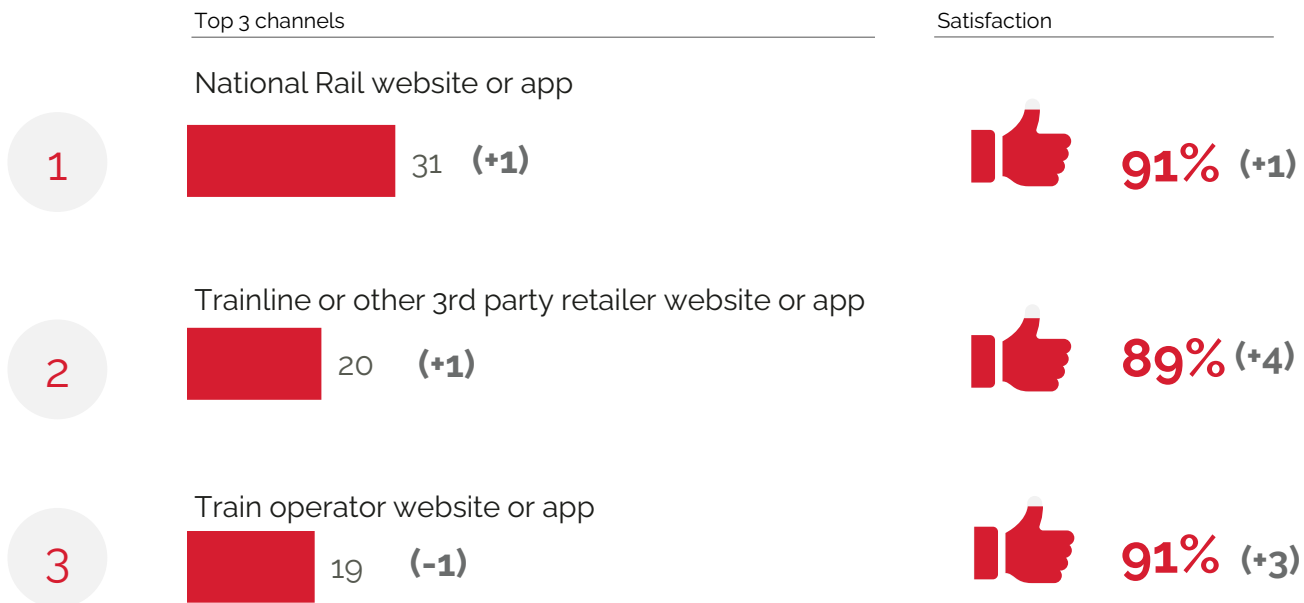 Top 3 channels
Satisfaction
National Rail website or app
1
31 (+1)
91% (+1)
Trainline or other 3rd party retailer website or app
2
20 (+1)
89% (+4)
Train operator website or app
3
19 (-1)
91% (+3)